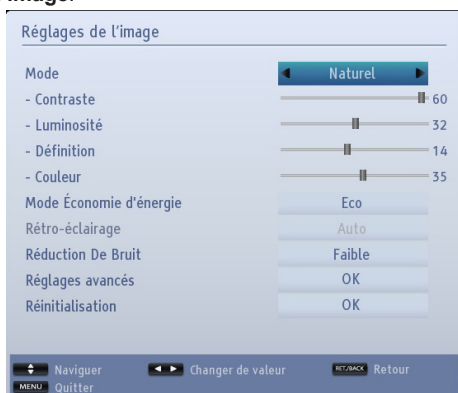 Réglages de l'image
Mode Naturel
- Contraste 60
- Luminosité 32
- Définition 14
- Couleur 35
Mode Économie d'énergie Eco
Rétro-éclairage Auto
Réduction De Bruit Faible
Réglages avancés OK
Réinitialisation OK
Naviguer Changer de valeur RET/BACK Retour
MENU Quitter